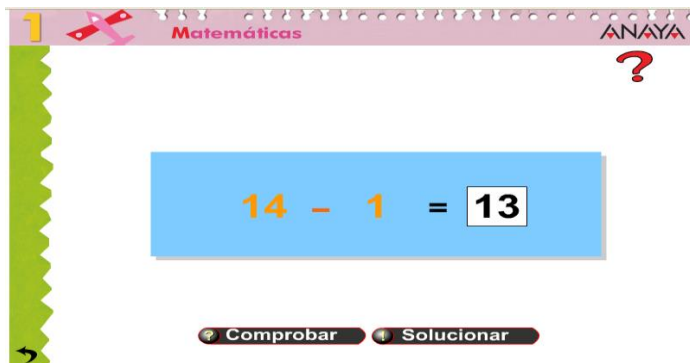 1
Matemáticas
ANAYA
?
14 – 1 = 13
? Comprobar ! Solucionar